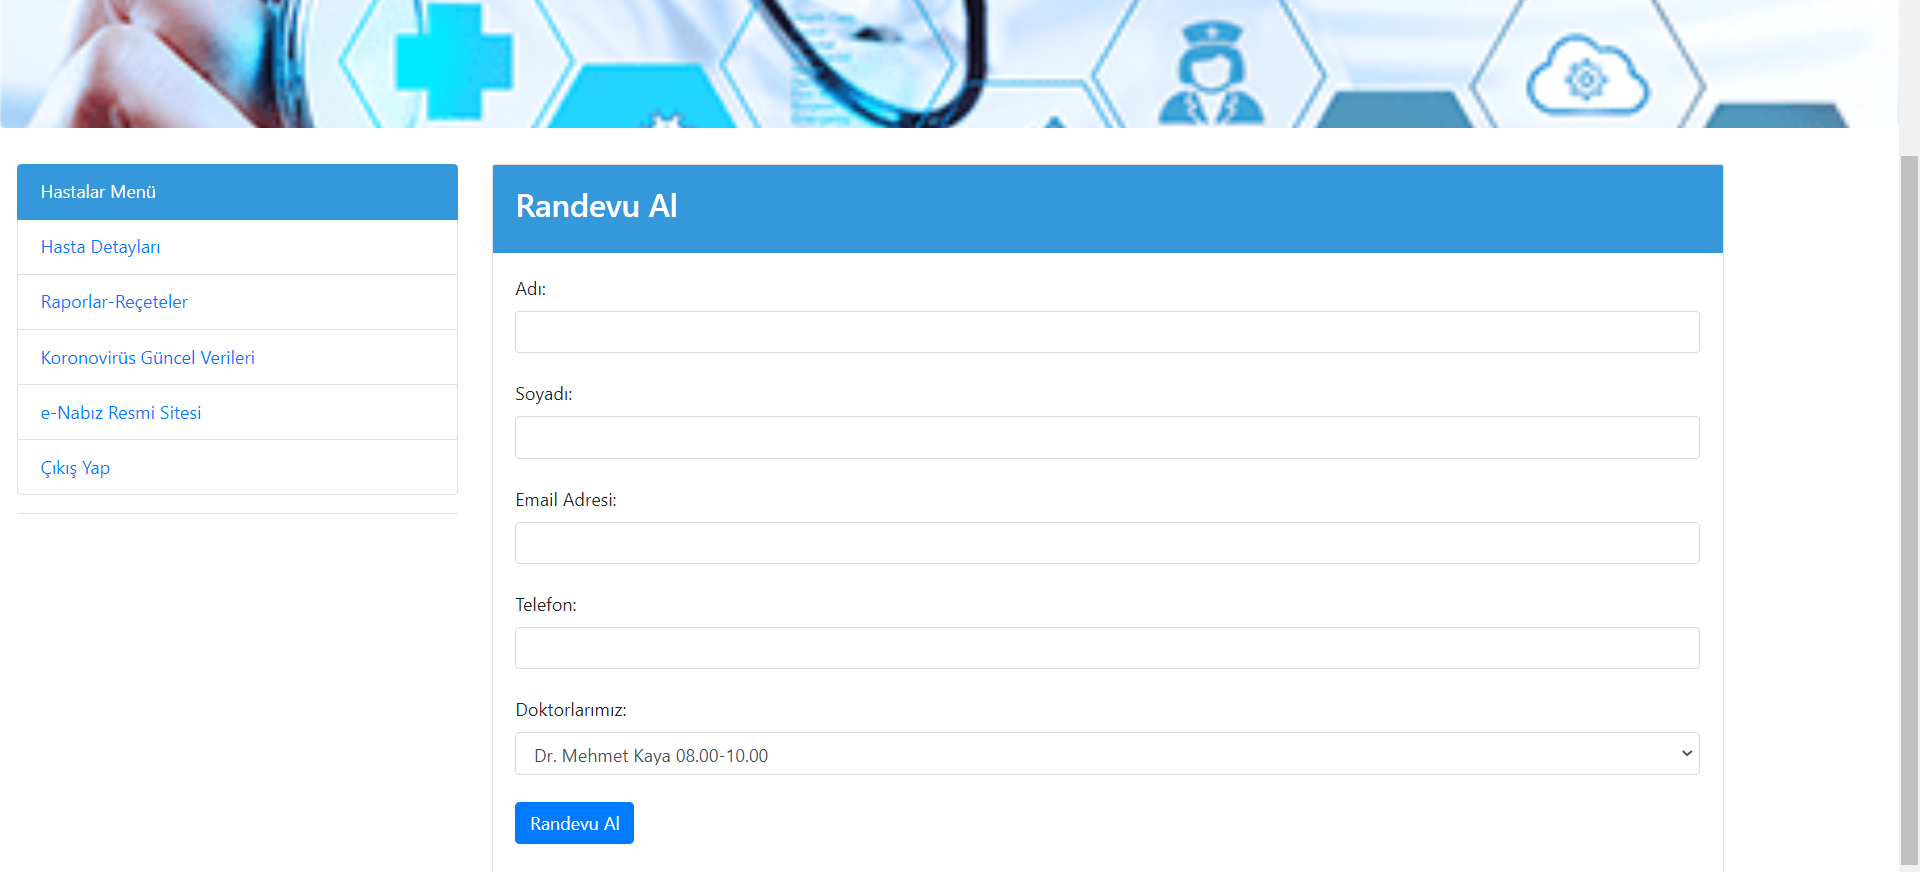 Hastalar Menü
Hasta Detayları
Raporlar-Reçeteler
Koronovirüs Güncel Verileri
e-Nabız Resmi Sitesi
Çıkış Yap
Randevu Al
Adı:
Soyadı:
Email Adresi:
Telefon:
Doktorlarımız:
Dr. Mehmet Kaya 08.00-10.00
Randevu Al